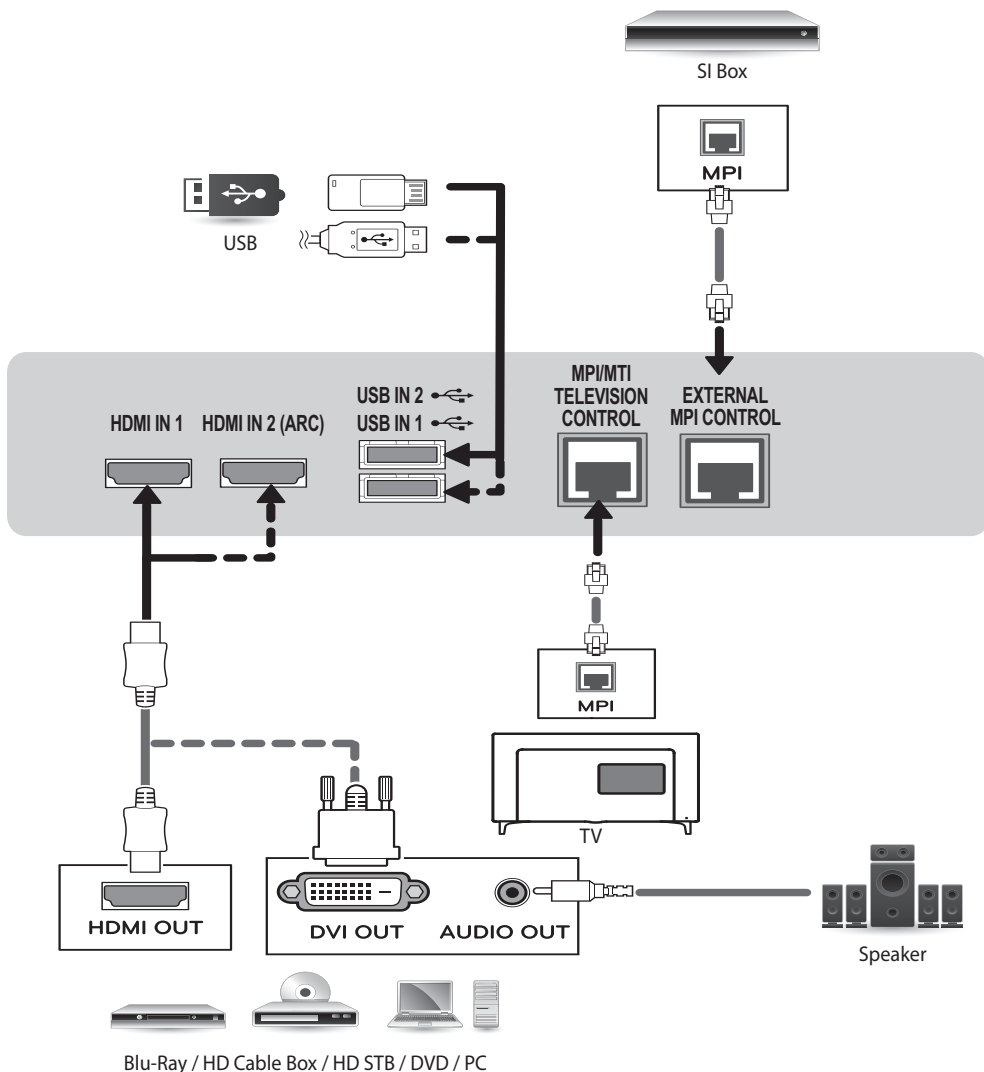 SI Box
MPI
USB
MPI/MTI
TELEVISION
CONTROL
EXTERNAL
MPI CONTROL
USB IN 2
USB IN 1
HDMI IN 1
HDMI IN 2 (ARC)
MPI
TV
HDMI OUT
DVI OUT
AUDIO OUT
Speaker
Blu-Ray / HD Cable Box / HD STB / DVD / PC